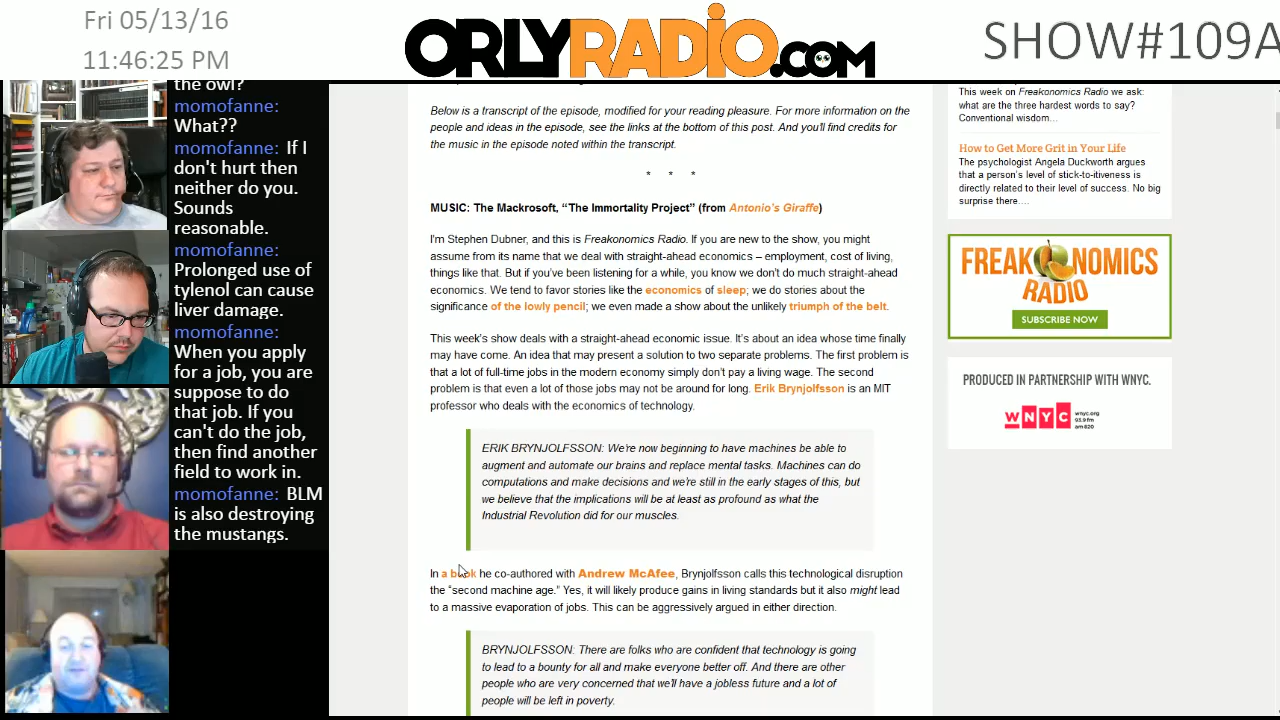 Fri 05/13/16
11:46:25 PM
ORLYRADiO.COM
SHOW#109A
the owl?
momofanne:
What??
momofanne: If I
don't hurt then
neither do you.
Sounds
reasonable.
momofanne:
Prolonged use of
tylenol can cause
liver damage.
momofanne:
When you apply
for a job, you are
suppose to do
that job. If you
can't do the job,
then find another
field to work in.
momofanne: BLM
is also destroying
the mustangs.
Below is a transcript of the episode, modified for your reading pleasure. For more information on the
people and ideas in the episode, see the links at the bottom of this post. And you'll find credits for
the music in the episode noted within the transcript.
* * *
MUSIC: The Mackrosoft, “The Immortality Project” (from Antonio's Giraffe)
I'm Stephen Dubner, and this is Freakonomics Radio. If you are new to the show, you might
assume from its name that we deal with straight-ahead economics – employment, cost of living,
things like that. But if you've been listening for a while, you know we don't do much straight-ahead
economics. We tend to favor stories like the economics of sleep; we do stories about the
significance of the lowly pencil; we even made a show about the unlikely triumph of the belt.
This week's show deals with a straight-ahead economic issue. It's about an idea whose time finally
may have come. An idea that may present a solution to two separate problems. The first problem is
that a lot of full-time jobs in the modern economy simply don't pay a living wage. The second
problem is that even a lot of those jobs may not be around for long. Erik Brynjolfsson is an MIT
professor who deals with the economics of technology.
ERIK BRYNJOLFSSON: We're now beginning to have machines be able to
augment and automate our brains and replace mental tasks. Machines can do
computations and make decisions and we're still in the early stages of this, but
we believe that the implications will be at least as profound as what the
Industrial Revolution did for our muscles.
In a book he co-authored with Andrew McAfee, Brynjolfsson calls this technological disruption
the “second machine age.” Yes, it will likely produce gains in living standards but it also might lead
to a massive evaporation of jobs. This can be aggressively argued in either direction.
BRYNJOLFSSON: There are folks who are confident that technology is going
to lead to a bounty for all and make everyone better off. And there are other
people who are very concerned that we'll have a jobless future and a lot of
people will be left in poverty.
This week on Freakonomics Radio we ask:
what are the three hardest words to say?
Conventional wisdom…
How to Get More Grit in Your Life
The psychologist Angela Duckworth argues
that a person's level of stick-to-itiveness is
directly related to their level of success. No big
surprise there….
FREAKONOMICS
RADIO
SUBSCRIBE NOW
PRODUCED IN PARTNERSHIP WITH WNYC.
WNYC
wnyc.org
93.9 fm
am 820